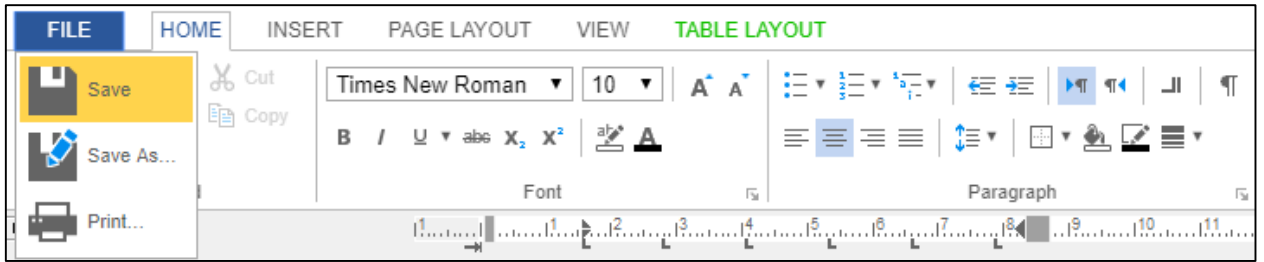 FILE HOME INSERT PAGE LAYOUT VIEW TABLE LAYOUT
Save
Cut
Times New Roman 10 A A
Copy
Save As...
B I U abc X₂ X² ab A
Font
Paragraph
Print...
1 1 2 3 4 5 6 7 8 9 10 11